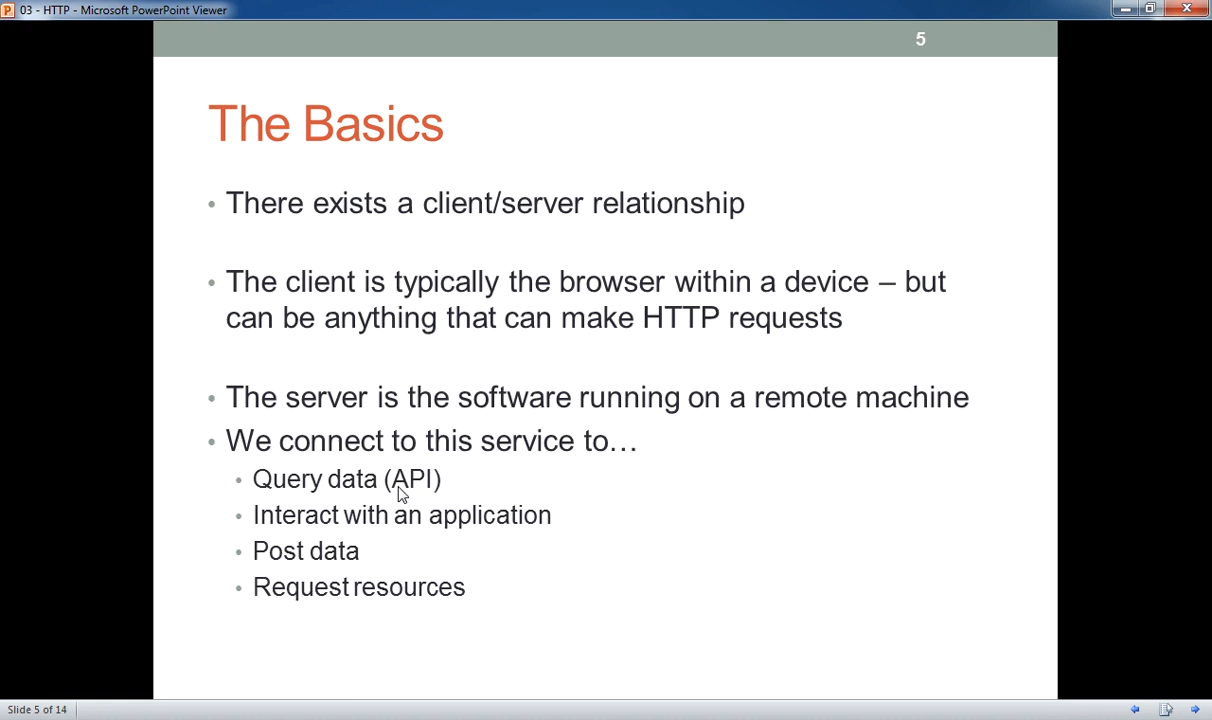 03 - HTTP - Microsoft PowerPoint Viewer
5
The Basics
• There exists a client/server relationship
• The client is typically the browser within a device – but
can be anything that can make HTTP requests
• The server is the software running on a remote machine
• We connect to this service to…
• Query data (API)
• Interact with an application
• Post data
• Request resources
Slide 5 of 14